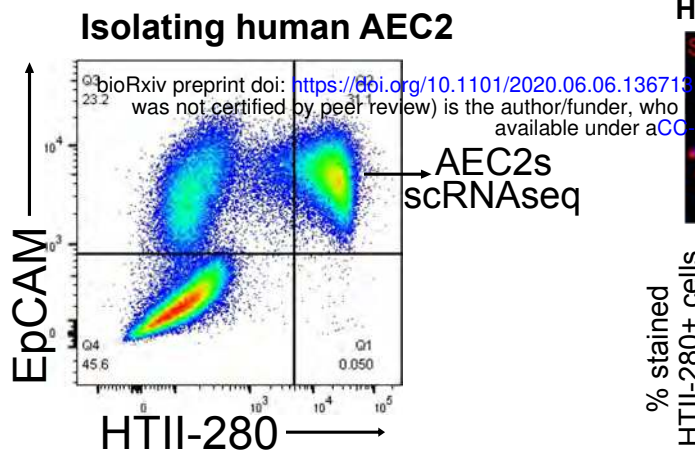 Isolating human AEC2
H
bioRxiv preprint doi: https://doi.org/10.1101/2020.06.06.136713
was not certified by peer review) is the author/funder, who
available under aCC
Q3
23.2
Q2
31.1
10^4
10^3
0
EpCAM
AEC2s
scRNAseq
Q4
45.6
Q1
0.050
0
10^3
10^4
10^5
HTII-280
% stained
HTII-280+ cells